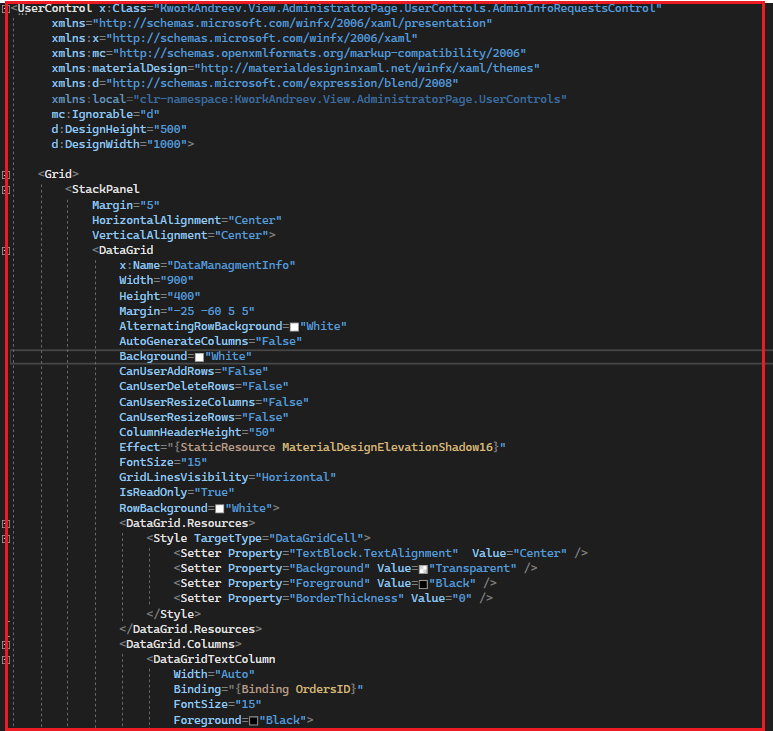 <UserControl x:Class="KworkAndreev.View.AdministratorPage.UserControls.AdminInfoRequestsControl"
xmlns="http://schemas.microsoft.com/winfx/2006/xaml/presentation"
xmlns:x="http://schemas.microsoft.com/winfx/2006/xaml"
xmlns:mc="http://schemas.openxmlformats.org/markup-compatibility/2006"
xmlns:materialDesign="http://materialdesigninxaml.net/winfx/xaml/themes"
xmlns:d="http://schemas.microsoft.com/expression/blend/2008"
xmlns:local="clr-namespace:KworkAndreev.View.AdministratorPage.UserControls"
mc:Ignorable="d"
d:DesignHeight="500"
d:DesignWidth="1000">
<Grid>
<StackPanel
Margin="5"
HorizontalAlignment="Center"
VerticalAlignment="Center">
<DataGrid
x:Name="DataManagmentInfo"
Width="900"
Height="400"
Margin="-25 -60 5 5"
AlternatingRowBackground="White"
AutoGenerateColumns="False"
Background="White"
CanUserAddRows="False"
CanUserDeleteRows="False"
CanUserResizeColumns="False"
CanUserResizeRows="False"
ColumnHeaderHeight="50"
Effect="{StaticResource MaterialDesignElevationShadow16}"
FontSize="15"
GridLinesVisibility="Horizontal"
IsReadOnly="True"
RowBackground="White">
<DataGrid.Resources>
<Style TargetType="DataGridCell">
<Setter Property="TextBlock.TextAlignment"  Value="Center" />
<Setter Property="Background" Value="Transparent" />
<Setter Property="Foreground" Value="Black" />
<Setter Property="BorderThickness" Value="0" />
</Style>
</DataGrid.Resources>
<DataGrid.Columns>
<DataGridTextColumn
Width="Auto"
Binding="{Binding OrdersID}"
FontSize="15"
Foreground="Black">